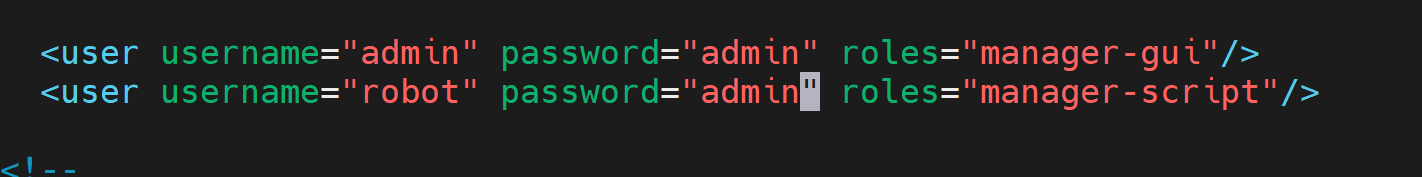 <user username="admin" password="admin" roles="manager-gui"/>
<user username="robot" password="admin" roles="manager-script"/>
<!--